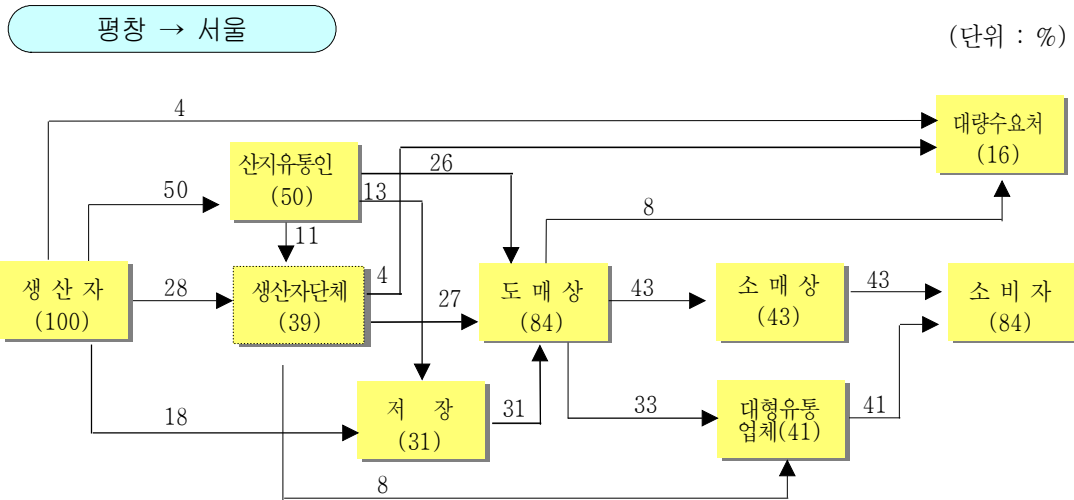 평창 → 서울
(단위 : %)
4
대량수요처
(16)
산지유통인
(50)
26
13
50
8
11
생 산 자
(100)
28
생산자단체
(39)
4
27
도 매 상
(84)
43
소 매 상
(43)
43
소 비 자
(84)
저 장
(31)
18
31
33
대형유통
업체(41)
41
8